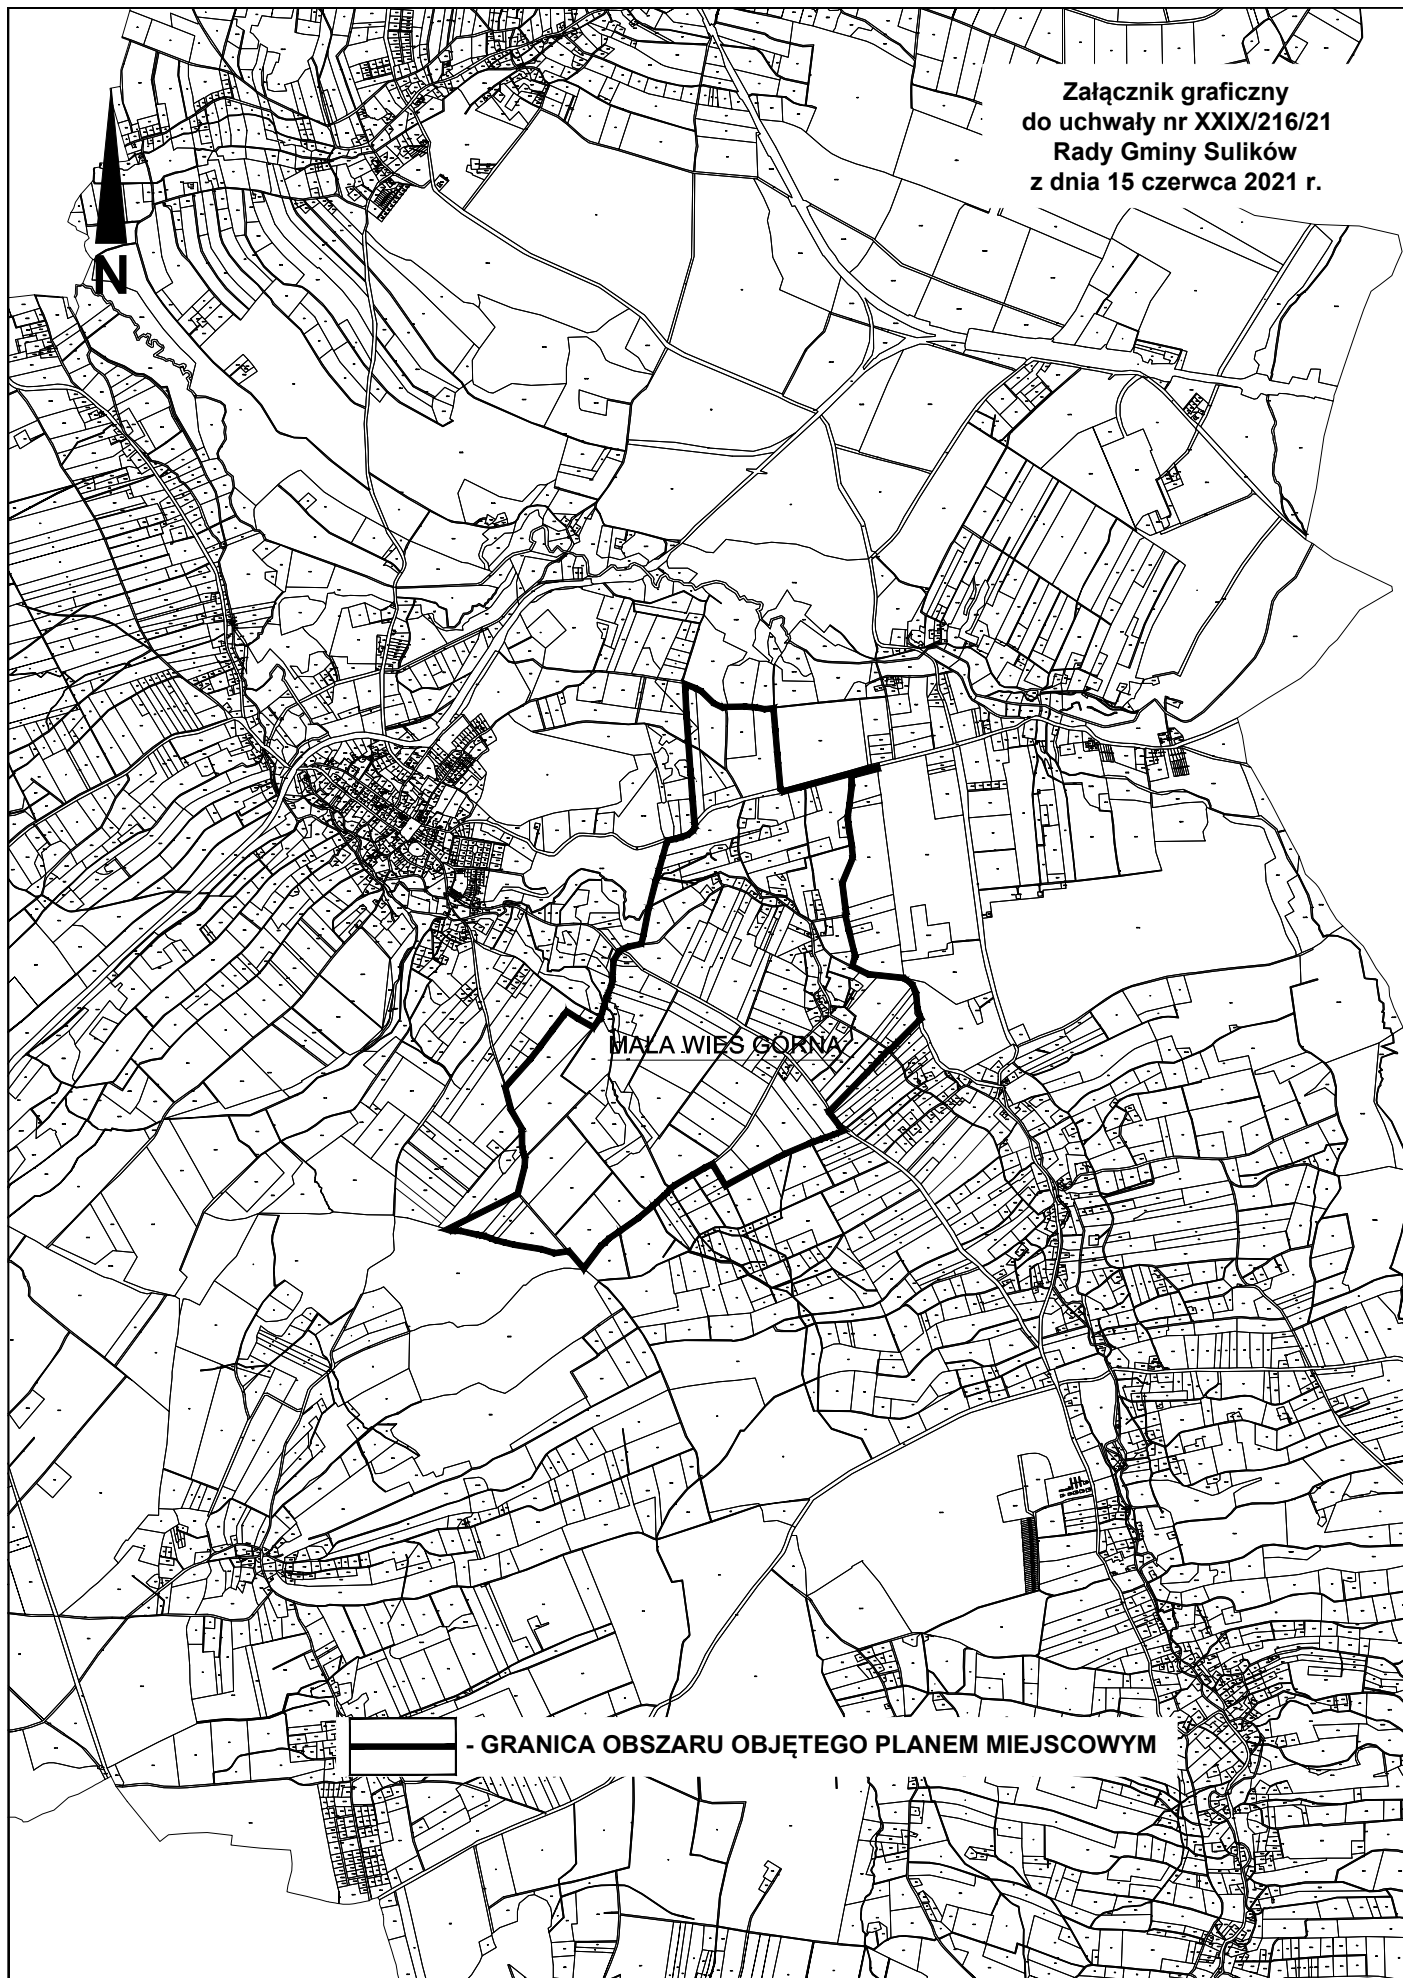 Załącznik graficzny
do uchwały nr XXIX/216/21
Rady Gminy Sulików
z dnia 15 czerwca 2021 r.
N
MAŁA WIEŚ GÓRNA
- GRANICA OBSZARU OBJĘTEGO PLANEM MIEJSCOWYM